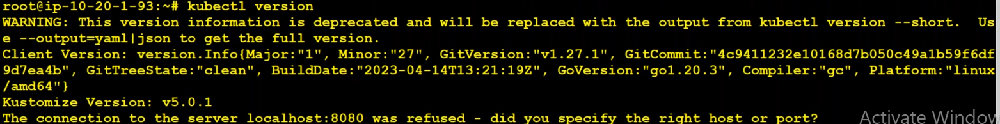 root@ip-10-20-1-93:~# kubectl version
WARNING: This version information is deprecated and will be replaced with the output from kubectl version --short.  Us
e --output=yaml|json to get the full version.
Client Version: version.Info{Major:"1", Minor:"27", GitVersion:"v1.27.1", GitCommit:"4c9411232e10168d7b050c49a1b59f6df
9d7ea4b", GitTreeState:"clean", BuildDate:"2023-04-14T13:21:19Z", GoVersion:"go1.20.3", Compiler:"gc", Platform:"linux
/amd64"}
Kustomize Version: v5.0.1
The connection to the server localhost:8080 was refused - did you specify the right host or port?
Activate Window